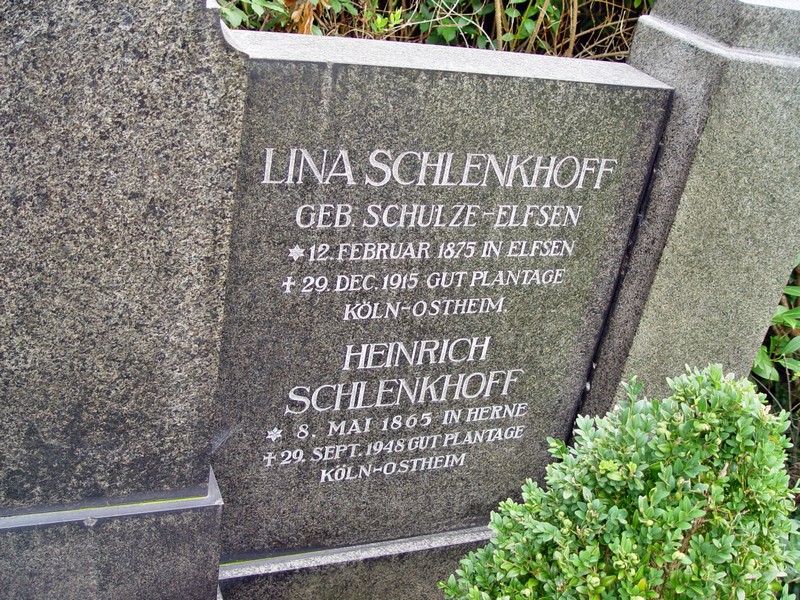 LINA SCHLENKHOFF
GEB. SCHULZE-ELFSEN
✶ 12. FEBRUAR 1875 IN ELFSEN
✝ 29. DEC. 1915 GUT PLANTAGE
KÖLN-OSTHEIM.
HEINRICH
SCHLENKHOFF
✶ 8. MAI 1865 IN HERNE
✝ 29. SEPT. 1948 GUT PLANTAGE
KÖLN-OSTHEIM